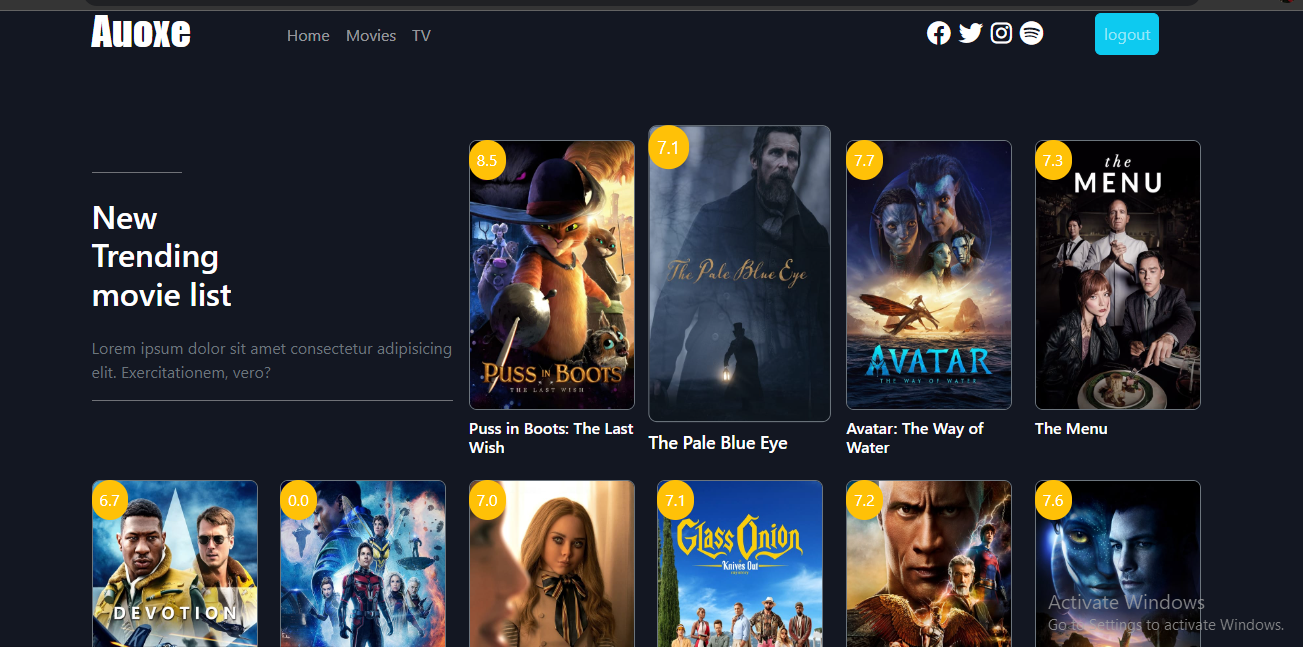 Auoxe
Home Movies TV
logout
8.5
7.1
7.7
7.3
the
MENU
New
Trending
movie list
The Pale Blue Eye
Lorem ipsum dolor sit amet consectetur adipisicing
elit. Exercitationem, vero?
PUSS IN BOOTS
THE LAST WISH
AVATAR
THE WAY OF WATER
Puss in Boots: The Last
Wish
The Pale Blue Eye
Avatar: The Way of
Water
The Menu
6.7
0.0
7.0
7.1
7.2
7.6
GLASS ONION
Knives Out
DEVOTION
Activate Windows
Go to Settings to activate Windows.